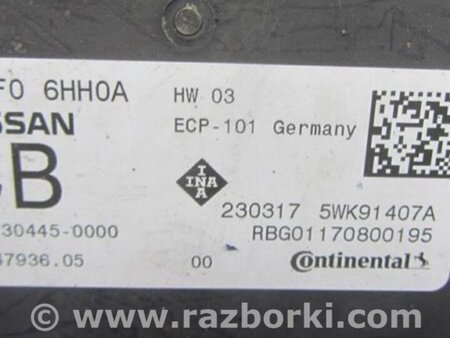 F0 6HH0A HW 03
SSAN ECP-101 Germany
B
INA INA
230317 5WK91407A
30445-0000 RBG01170800195
47936.05 00 Continental
© www.razborki.com